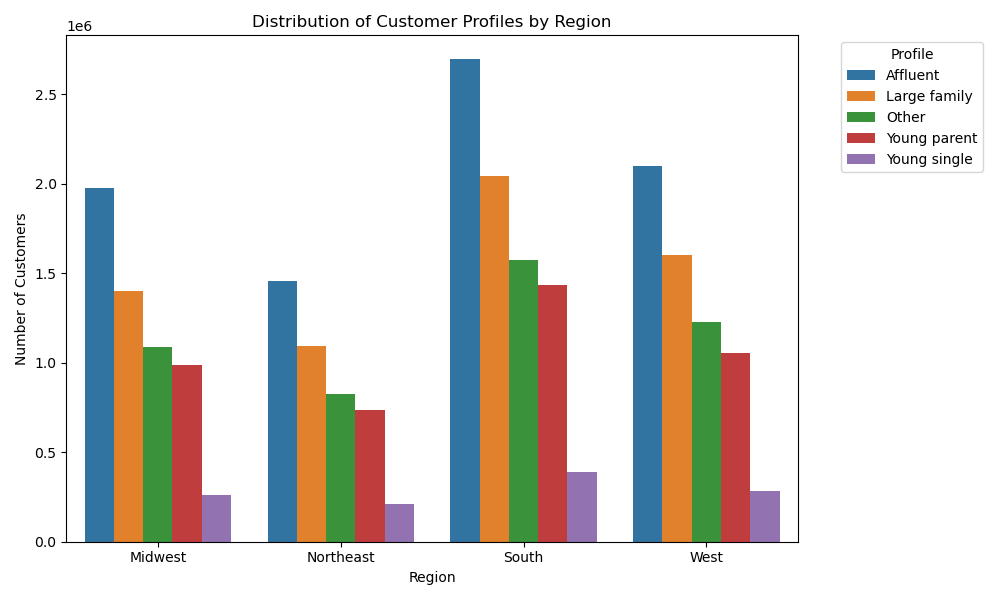 Distribution of Customer Profiles by Region
1e6
2.5
2.0
1.5
1.0
0.5
0.0
Number of Customers
Midwest
Northeast
South
West
Region
Profile
Affluent
Large family
Other
Young parent
Young single